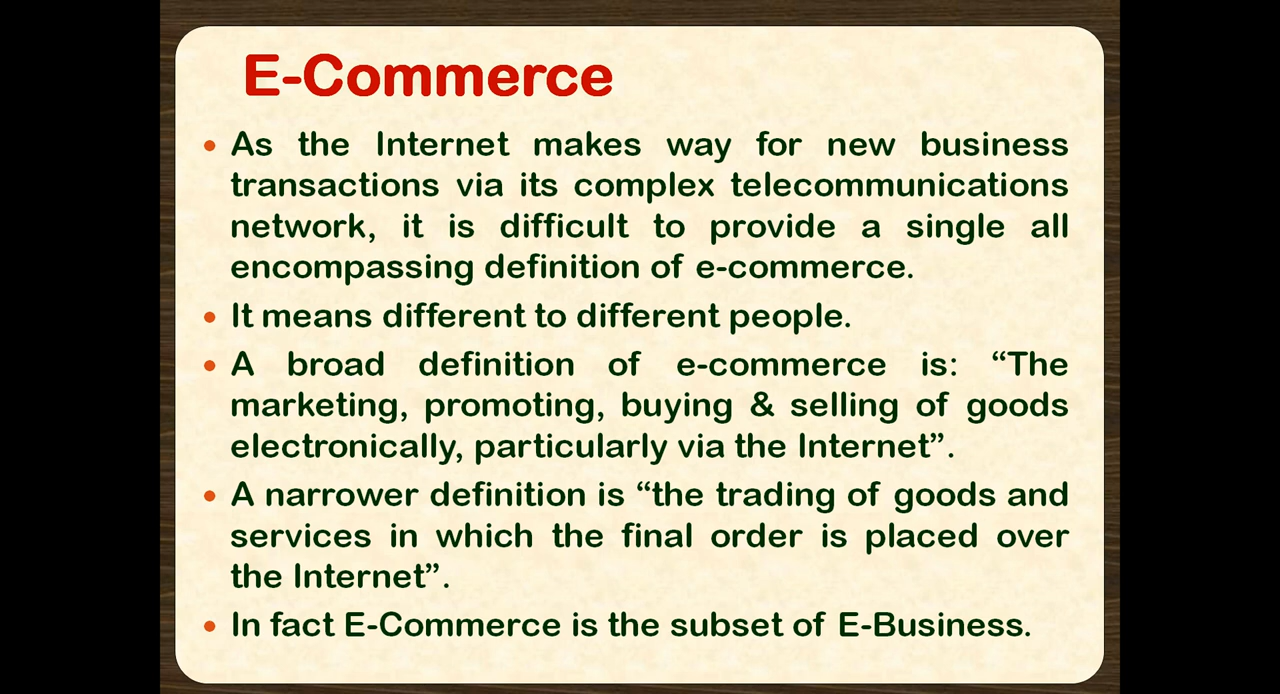 E-Commerce
• As the Internet makes way for new business
transactions via its complex telecommunications
network, it is difficult to provide a single all
encompassing definition of e-commerce.
• It means different to different people.
• A broad definition of e-commerce is: “The
marketing, promoting, buying & selling of goods
electronically, particularly via the Internet”.
• A narrower definition is “the trading of goods and
services in which the final order is placed over
the Internet”.
• In fact E-Commerce is the subset of E-Business.